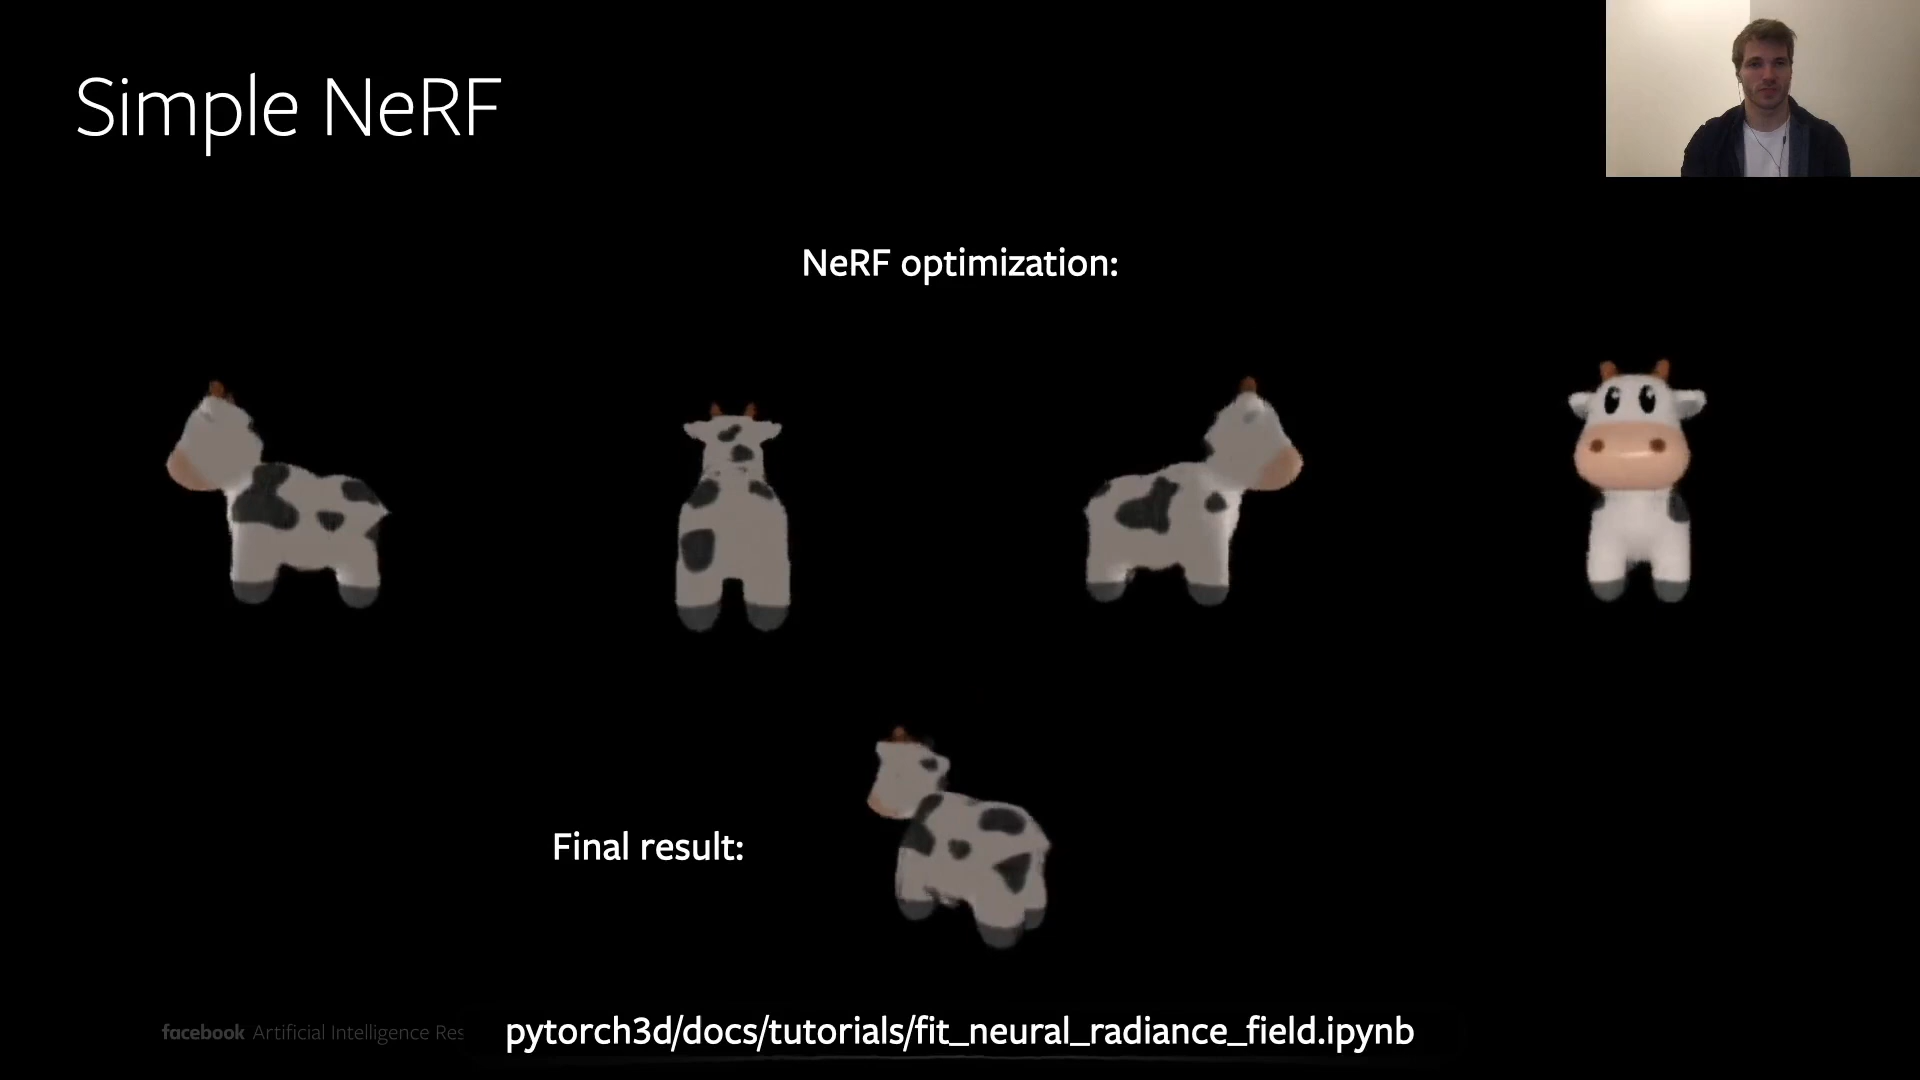 Simple NeRF
NeRF optimization:
Final result:
facebook Artificial Intelligence Res
pytorch3d/docs/tutorials/fit_neural_radiance_field.ipynb